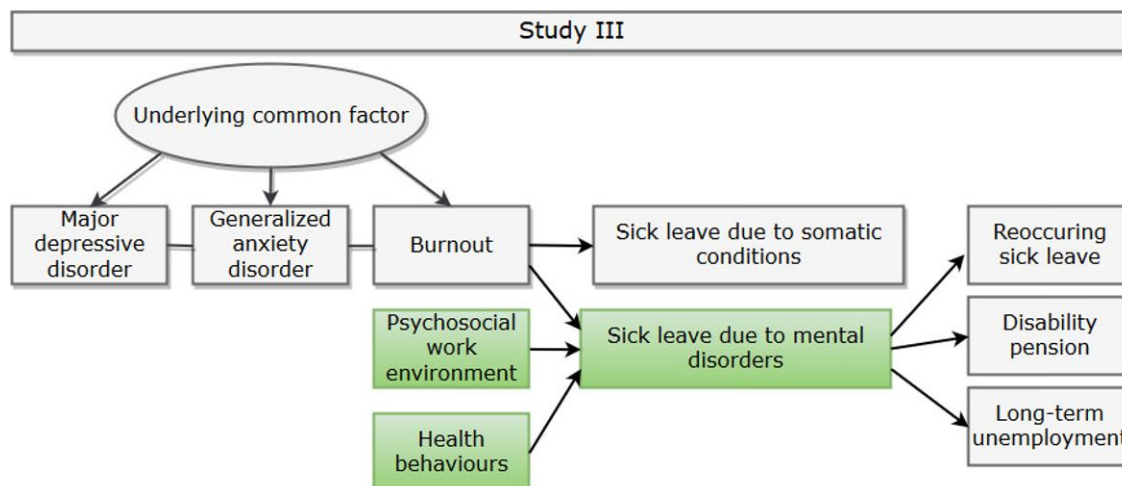 Study III
Underlying common factor
Major
depressive
disorder
Generalized
anxiety
disorder
Burnout
Sick leave due to somatic
conditions
Reoccuring
sick leave
Psychosocial
work
environment
Sick leave due to mental
disorders
Disability
pension
Health
behaviours
Long-term
unemployment